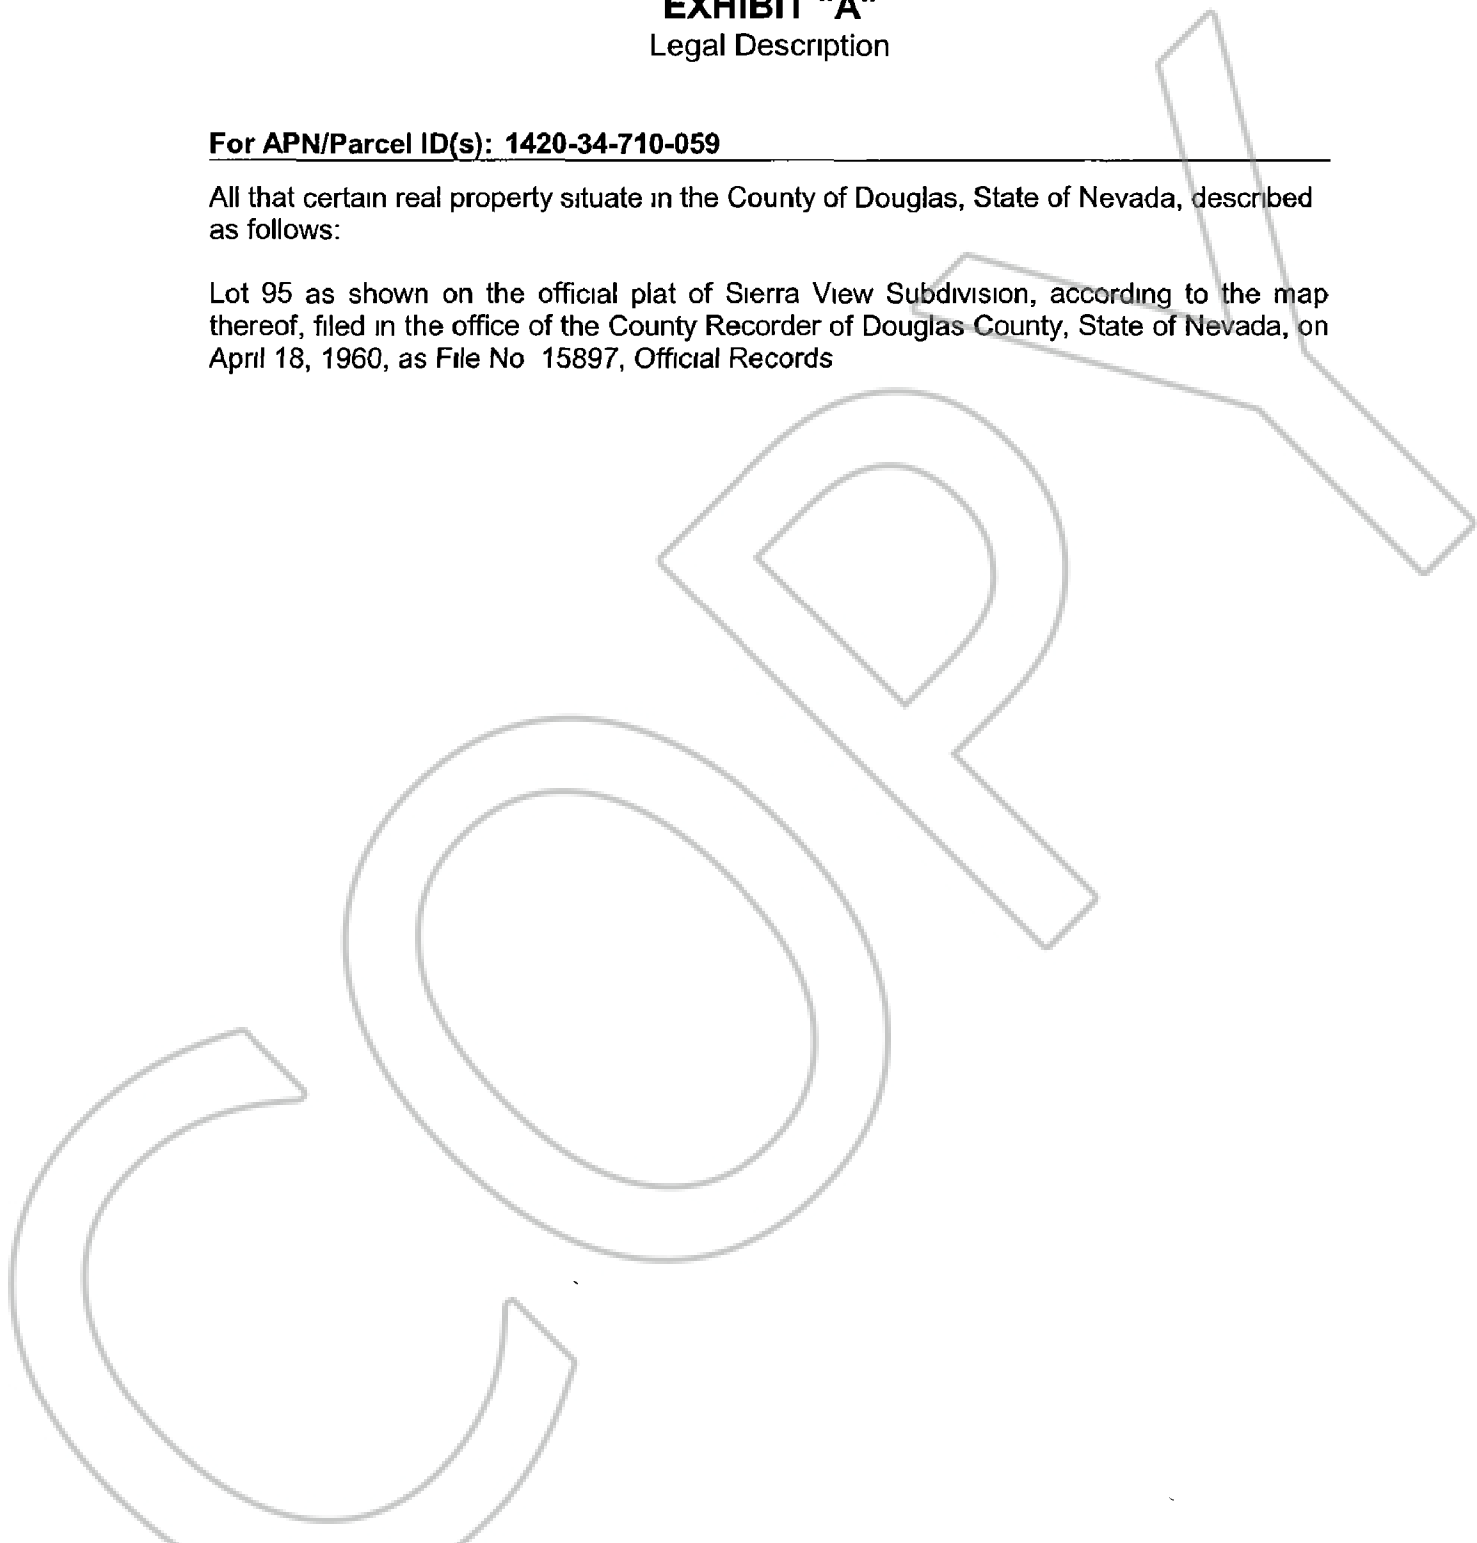 EXHIBIT "A"
Legal Description
For APN/Parcel ID(s): 1420-34-710-059
All that certain real property situate in the County of Douglas, State of Nevada, described
as follows:
Lot 95 as shown on the official plat of Sierra View Subdivision, according to the map
thereof, filed in the office of the County Recorder of Douglas County, State of Nevada, on
April 18, 1960, as File No 15897, Official Records
COPY